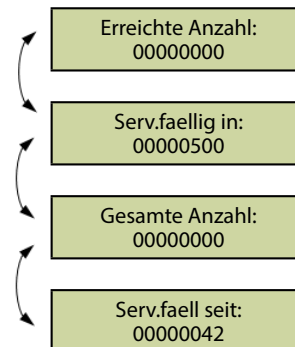 Erreichte Anzahl:
00000000
Serv.faellig in:
00000500
Gesamte Anzahl:
00000000
Serv.faell seit:
00000042